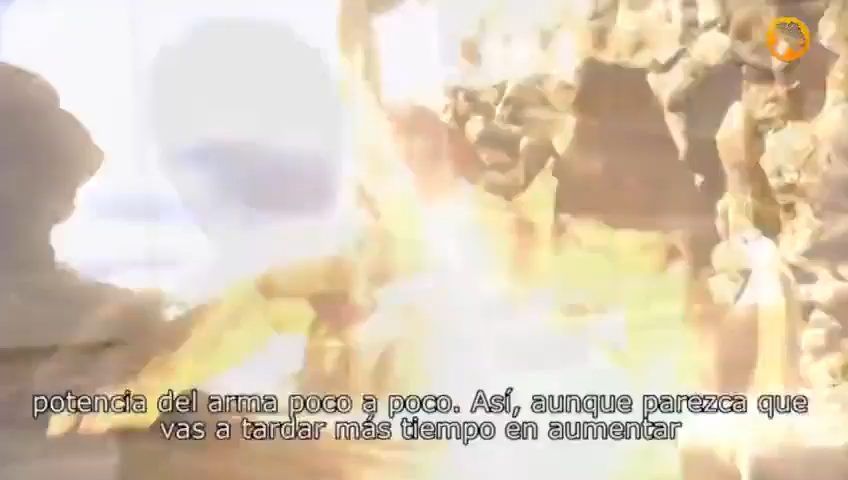 potencia del arma poco a poco. Así, aunque parezca que
vas a tardar más tiempo en aumentar